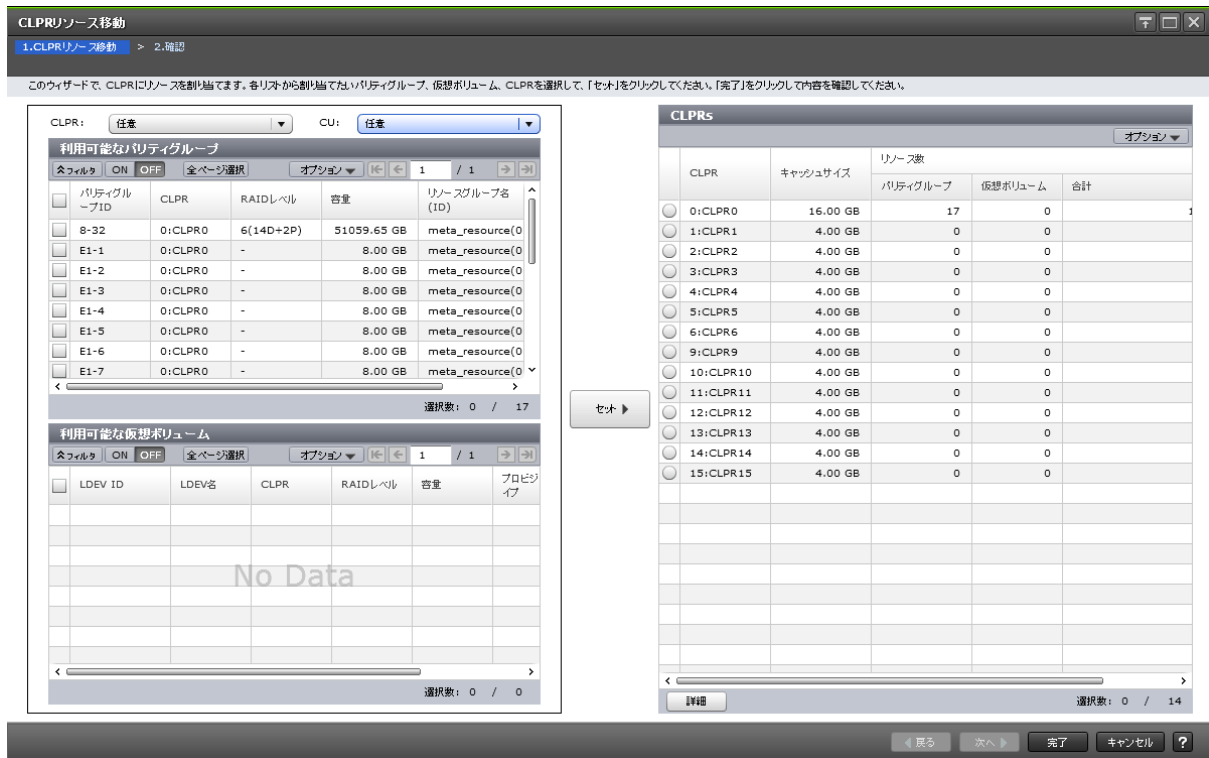 CLPRリソース移動
1.CLPRリソース移動 > 2.確認
このウィザードで、CLPRにリソースを割り当てます。各リストから割り当てたいパリティグループ、仮想ボリューム、CLPRを選択して、「セット」をクリックしてください。「完了」をクリックして内容を確認してください。
CLPR: 任意 CU: 任意
利用可能なパリティグループ
フィルタ ON OFF 全ページ選択 オプション 1 / 1
パリティグループID CLPR RAIDレベル 容量 リソースグループ名(ID)
8-32 0:CLPR0 6(14D+2P) 51059.65 GB meta_resource(0
E1-1 0:CLPR0 - 8.00 GB meta_resource(0
E1-2 0:CLPR0 - 8.00 GB meta_resource(0
E1-3 0:CLPR0 - 8.00 GB meta_resource(0
E1-4 0:CLPR0 - 8.00 GB meta_resource(0
E1-5 0:CLPR0 - 8.00 GB meta_resource(0
E1-6 0:CLPR0 - 8.00 GB meta_resource(0
E1-7 0:CLPR0 - 8.00 GB meta_resource(0
選択数: 0 / 17
利用可能な仮想ボリューム
フィルタ ON OFF 全ページ選択 オプション 1 / 1
LDEV ID LDEV名 CLPR RAIDレベル 容量 プロビジ
イプ
No Data
選択数: 0 / 0
セット
CLPRs
オプション
CLPR キャッシュサイズ リソース数
パリティグループ 仮想ボリューム 合計
0:CLPR0 16.00 GB 17 0 1
1:CLPR1 4.00 GB 0 0
2:CLPR2 4.00 GB 0 0
3:CLPR3 4.00 GB 0 0
4:CLPR4 4.00 GB 0 0
5:CLPR5 4.00 GB 0 0
6:CLPR6 4.00 GB 0 0
9:CLPR9 4.00 GB 0 0
10:CLPR10 4.00 GB 0 0
11:CLPR11 4.00 GB 0 0
12:CLPR12 4.00 GB 0 0
13:CLPR13 4.00 GB 0 0
14:CLPR14 4.00 GB 0 0
15:CLPR15 4.00 GB 0 0
詳細 選択数: 0 / 14
戻る 次へ 完了 キャンセル ?